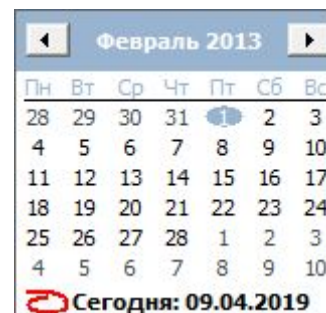 Февраль 2013
Пн Вт Ср Чт Пт Сб Вс
28 29 30 31 1 2 3
4 5 6 7 8 9 10
11 12 13 14 15 16 17
18 19 20 21 22 23 24
25 26 27 28 1 2 3
4 5 6 7 8 9 10
Сегодня: 09.04.2019